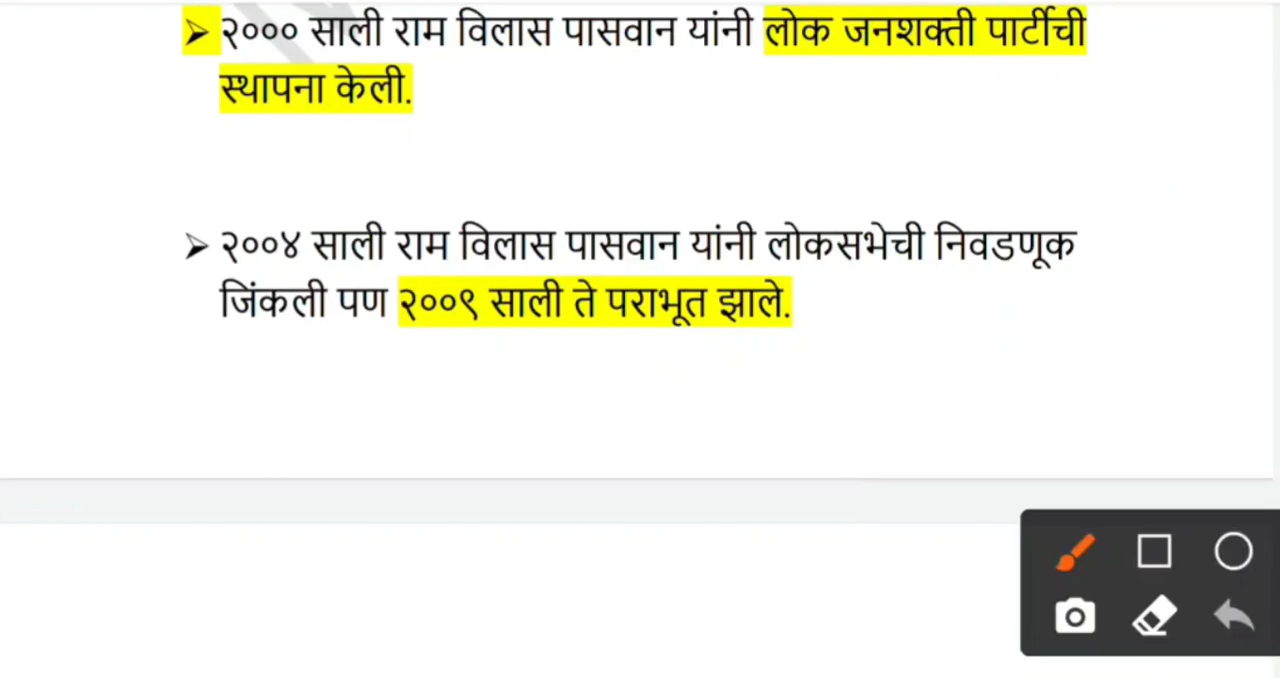 ➢ २००० साली राम विलास पासवान यांनी लोक जनशक्ती पार्टीची
स्थापना केली.
➢ २००४ साली राम विलास पासवान यांनी लोकसभेची निवडणूक
जिंकली पण २००९ साली ते पराभूत झाले.